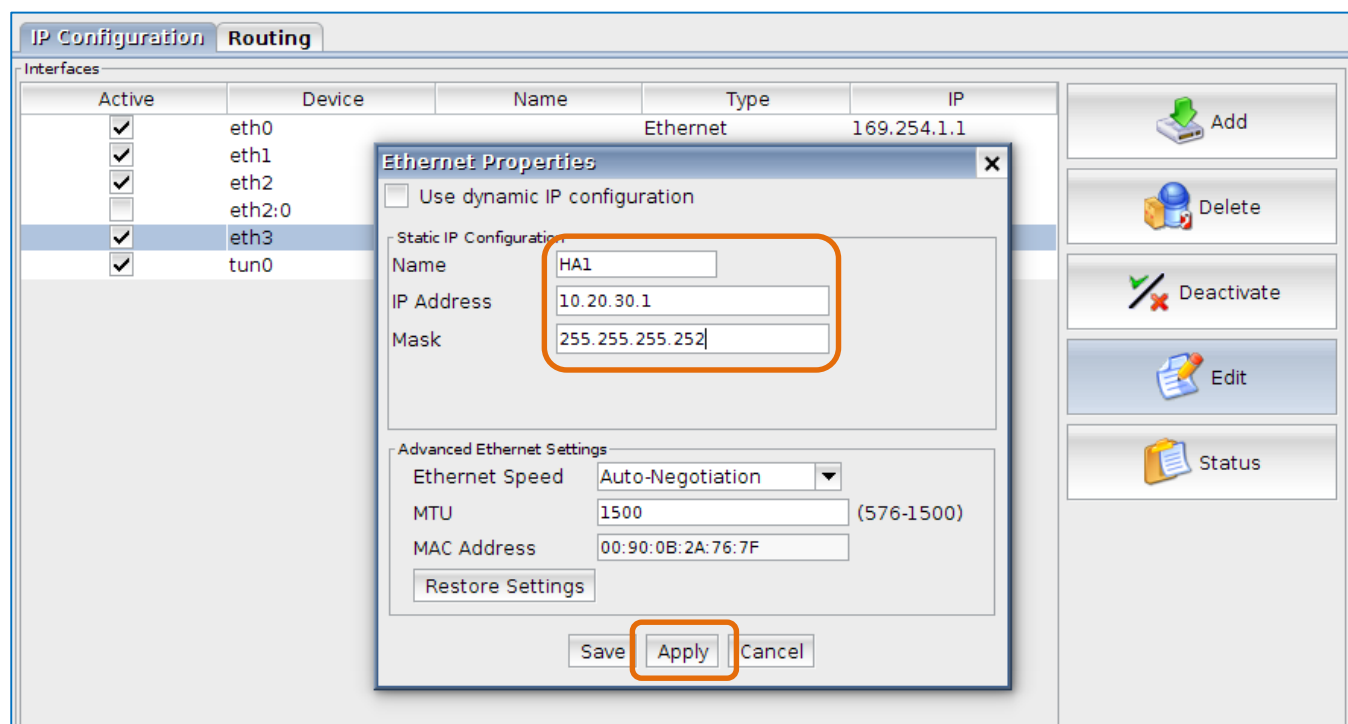 IP Configuration Routing
Interfaces
Active Device Name Type IP
eth0 Ethernet 169.254.1.1
eth1
eth2
eth2:0
eth3
tun0
Add
Delete
Deactivate
Edit
Status
Ethernet Properties
Use dynamic IP configuration
Static IP Configuration
Name HA1
IP Address 10.20.30.1
Mask 255.255.255.252
Advanced Ethernet Settings
Ethernet Speed Auto-Negotiation
MTU 1500 (576-1500)
MAC Address 00:90:0B:2A:76:7F
Restore Settings
Save Apply Cancel